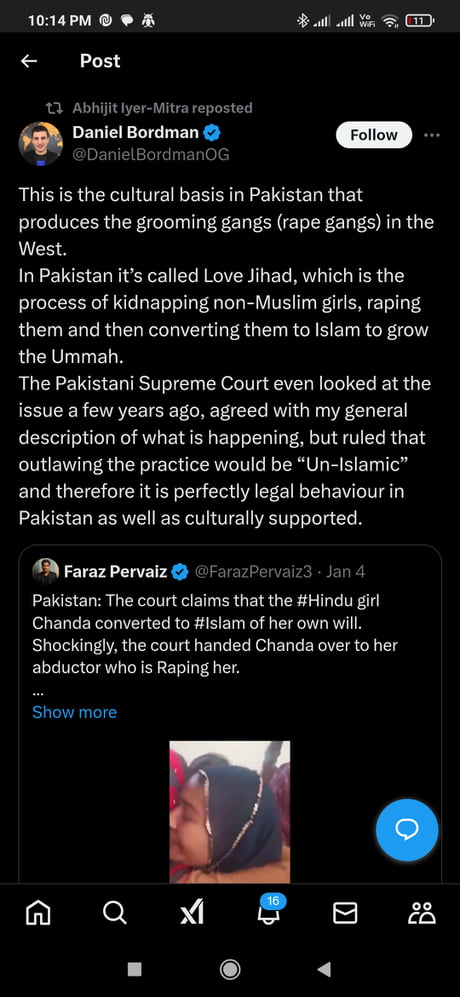 10:14 PM
Vo
WiFi
11
Post
Abhijit Iyer-Mitra reposted
Daniel Bordman
@DanielBordmanOG
Follow
This is the cultural basis in Pakistan that
produces the grooming gangs (rape gangs) in the
West.
In Pakistan it’s called Love Jihad, which is the
process of kidnapping non-Muslim girls, raping
them and then converting them to Islam to grow
the Ummah.
The Pakistani Supreme Court even looked at the
issue a few years ago, agreed with my general
description of what is happening, but ruled that
outlawing the practice would be “Un-Islamic”
and therefore it is perfectly legal behaviour in
Pakistan as well as culturally supported.
Faraz Pervaiz @FarazPervaiz3 · Jan 4
Pakistan: The court claims that the #Hindu girl
Chanda converted to #Islam of her own will.
Shockingly, the court handed Chanda over to her
abductor who is Raping her.
...
Show more
16